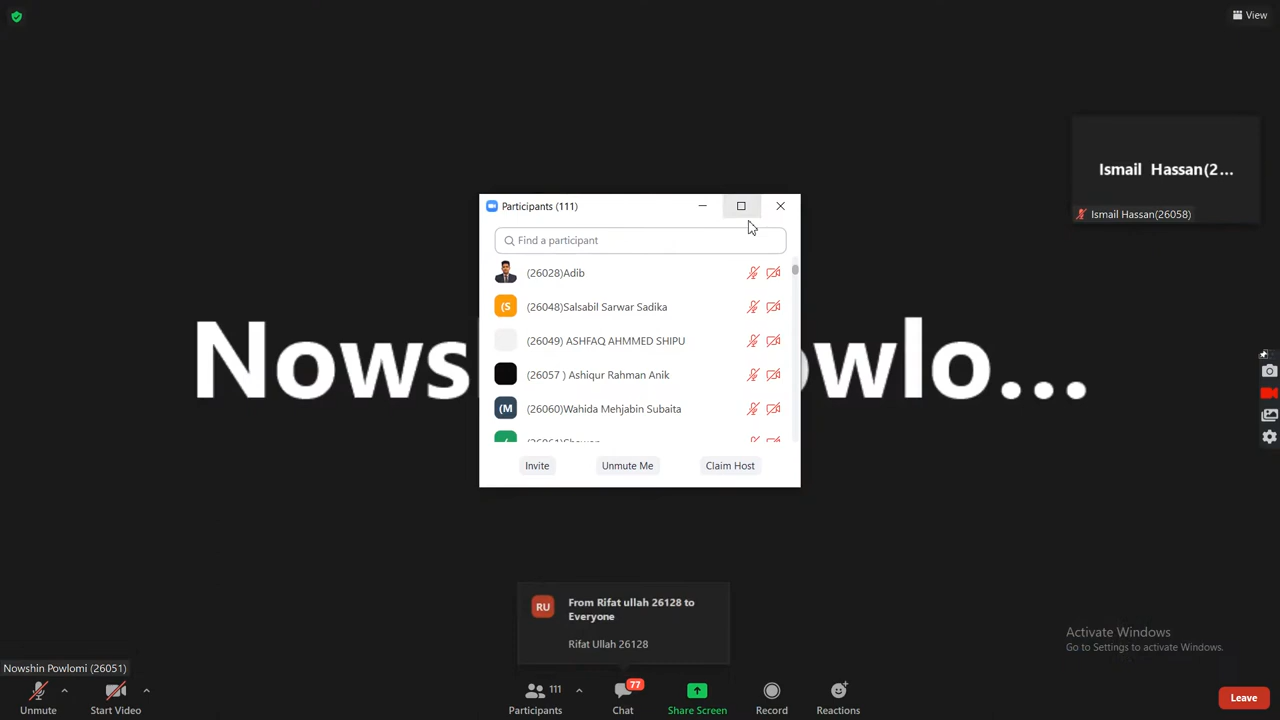 View
Ismail Hassan(2...
Ismail Hassan(26058)
Participants (111)
Find a participant
(26028)Adib
(S
(26048)Salsabil Sarwar Sadika
(26049) ASHFAQ AHMMED SHIPU
(26057 ) Ashiqur Rahman Anik
(M
(26060)Wahida Mehjabin Subaita
Invite
Unmute Me
Claim Host
Nows
owlo...
RU
From Rifat ullah 26128 to
Everyone
Rifat Ullah 26128
Activate Windows
Go to Settings to activate Windows.
Nowshin Powlomi (26051)
Unmute
Start Video
111
Participants
77
Chat
Share Screen
Record
Reactions
Leave